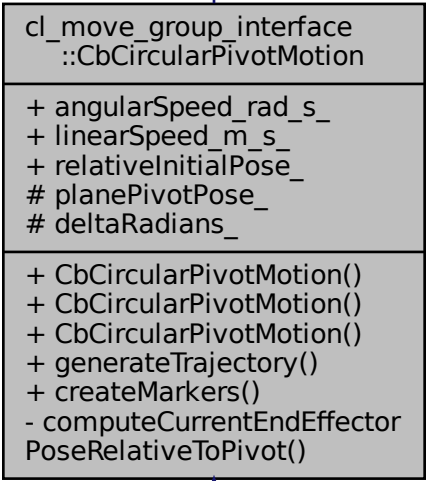 cl_move_group_interface
::CbCircularPivotMotion
+ angularSpeed_rad_s_
+ linearSpeed_m_s_
+ relativeInitialPose_
# planePivotPose_
# deltaRadians_
+ CbCircularPivotMotion()
+ CbCircularPivotMotion()
+ CbCircularPivotMotion()
+ generateTrajectory()
+ createMarkers()
- computeCurrentEndEffector
PoseRelativeToPivot()